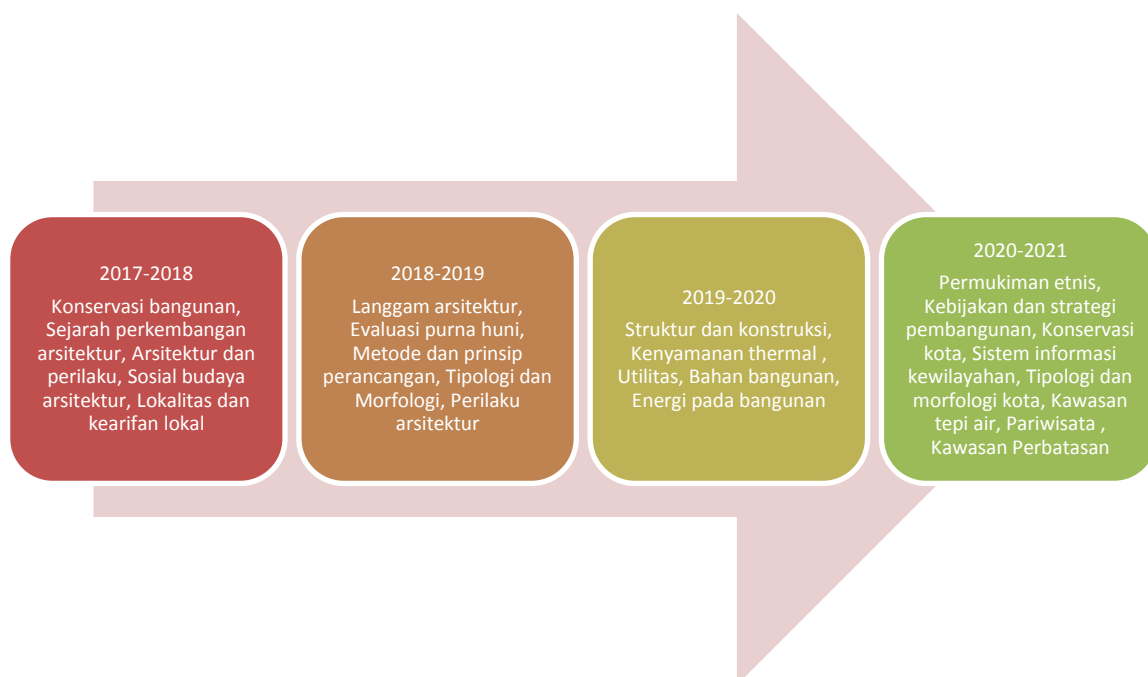 2017-2018
Konservasi bangunan,
Sejarah perkembangan
arsitektur, Arsitektur dan
perilaku, Sosial budaya
arsitektur, Lokalitas dan
kearifan lokal
2018-2019
Langgam arsitektur,
Evaluasi purna huni,
Metode dan prinsip
perancangan, Tipologi dan
Morfologi, Perilaku
arsitektur
2019-2020
Struktur dan konstruksi,
Kenyamanan thermal ,
Utilitas, Bahan bangunan,
Energi pada bangunan
2020-2021
Permukiman etnis,
Kebijakan dan strategi
pembangunan, Konservasi
kota, Sistem informasi
kewilayahan, Tipologi dan
morfologi kota, Kawasan
tepi air, Pariwisata ,
Kawasan Perbatasan